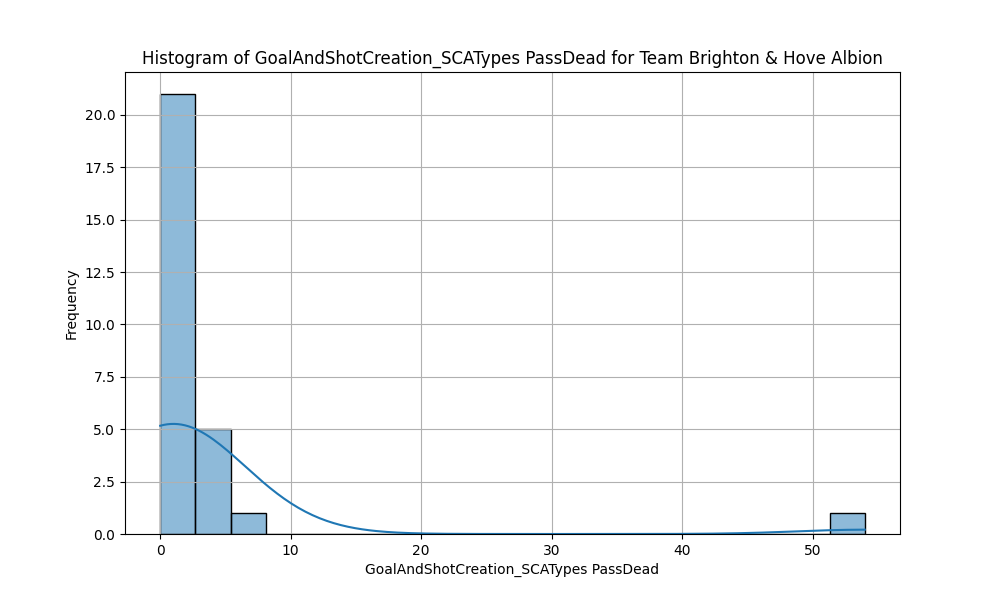 Histogram of GoalAndShotCreation_SCATypes PassDead for Team Brighton & Hove Albion
20.0
17.5
15.0
12.5
10.0
7.5
5.0
2.5
0.0
Frequency
0 10 20 30 40 50
GoalAndShotCreation_SCATypes PassDead